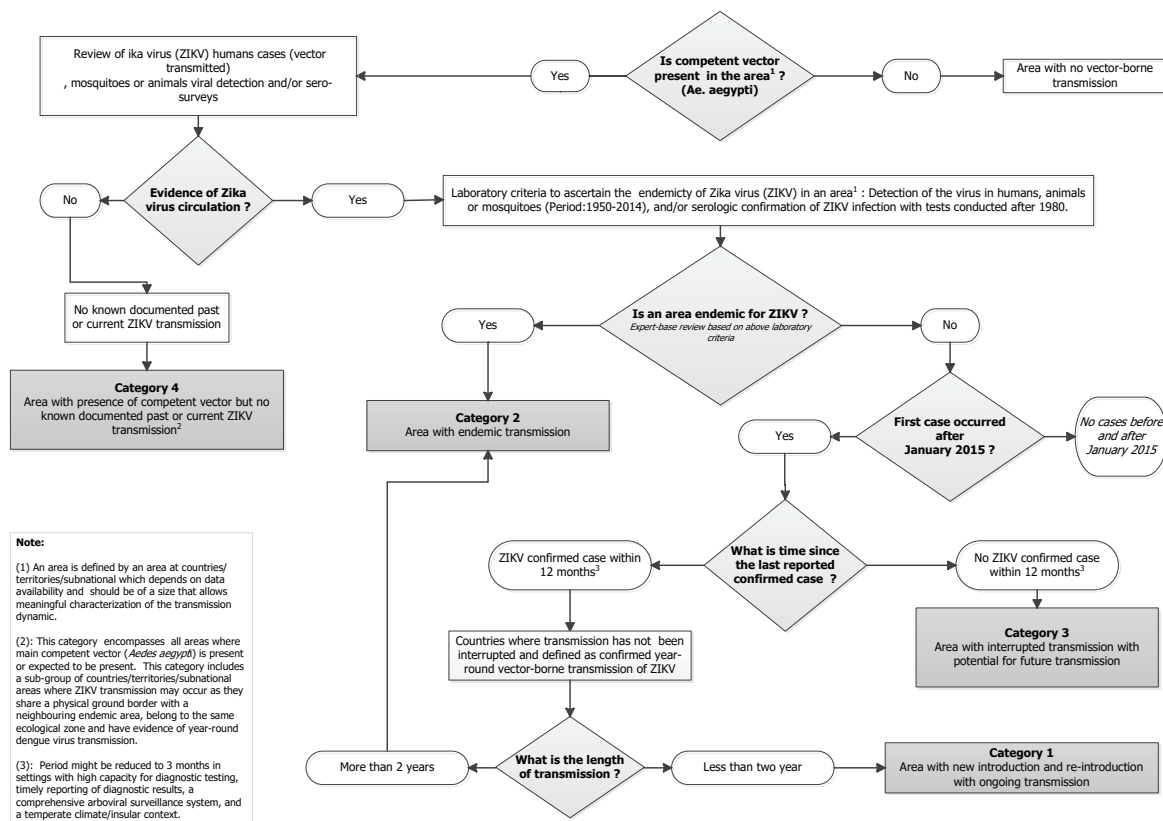 Review of ika virus (ZIKV) humans cases (vector
transmitted)
, mosquitoes or animals viral detection and/or sero-
surveys
Yes
Is competent vector
present in the area1 ?
(Ae. aegypti)
No
Area with no vector-borne
transmission
No
Evidence of Zika
virus circulation ?
Yes
Laboratory criteria to ascertain the endemicty of Zika virus (ZIKV) in an area1 : Detection of the virus in humans, animals
or mosquitoes (Period:1950-2014), and/or serologic confirmation of ZIKV infection with tests conducted after 1980.
No known documented past
or current ZIKV transmission
Yes
Is an area endemic for ZIKV ?
Expert-base review based on above laboratory
criteria
No
Category 4
Area with presence of competent vector but no
known documented past or current ZIKV
transmission2
Category 2
Area with endemic transmission
Yes
First case occurred
after
January 2015 ?
No cases before
and after
January 2015
ZIKV confirmed case within
12 months3
What is time since
the last reported
confirmed case ?
No ZIKV confirmed case
within 12 months3
Countries where transmission has not been
interrupted and defined as confirmed year-
round vector-borne transmission of ZIKV
Category 3
Area with interrupted transmission with
potential for future transmission
More than 2 years
What is the length
of transmission ?
Less than two year
Category 1
Area with new introduction and re-introduction
with ongoing transmission
Note:
(1) An area is defined by an area at countries/
territories/subnational which depends on data
availability and should be of a size that allows
meaningful characterization of the transmission
dynamic.
(2): This category encompasses all areas where
main competent vector (Aedes aegypti) is present
or expected to be present. This category includes
a sub-group of countries/territories/subnational
areas where ZIKV transmission may occur as they
share a physical ground border with a
neighbouring endemic area, belong to the same
ecological zone and have evidence of year-round
dengue virus transmission.
(3): Period might be reduced to 3 months in
settings with high capacity for diagnostic testing,
timely reporting of diagnostic results, a
comprehensive arboviral surveillance system, and
a temperate climate/insular context.